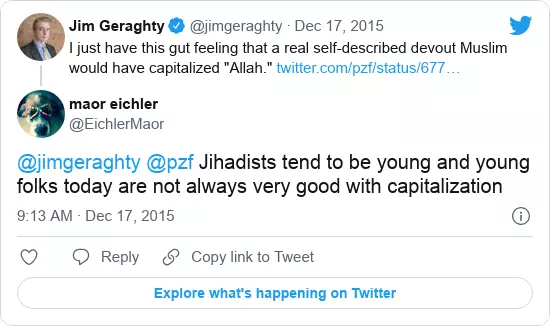 Jim Geraghty @jimgeraghty · Dec 17, 2015
I just have this gut feeling that a real self-described devout Muslim
would have capitalized "Allah." twitter.com/pzf/status/677…
maor eichler
@EichlerMaor
@jimgeraghty @pzf Jihadists tend to be young and young
folks today are not always very good with capitalization
9:13 AM · Dec 17, 2015
Reply Copy link to Tweet
Explore what's happening on Twitter